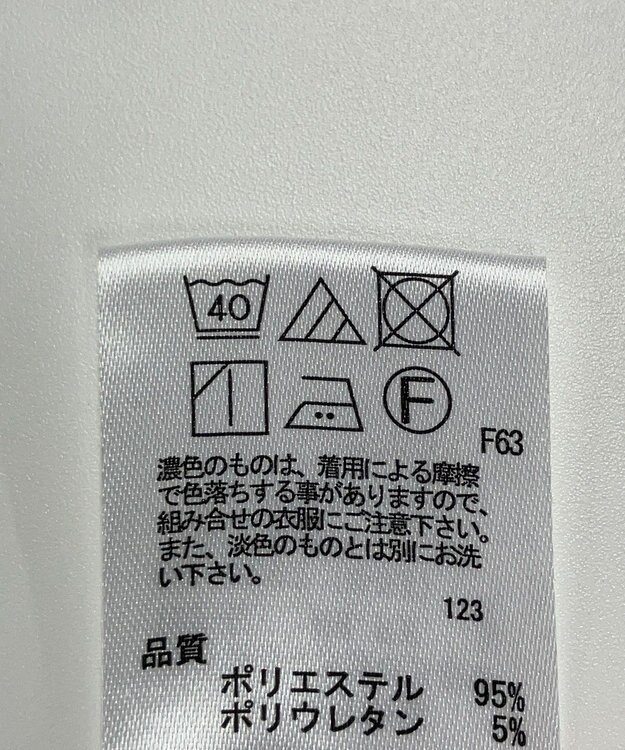 40
F
F63
濃色のものは、着用による摩擦
で色落ちする事がありますので、
組み合せの衣服にご注意下さい。
また、淡色のものとは別にお洗
い下さい。
123
品質
ポリエステル 95%
ポリウレタン 5%